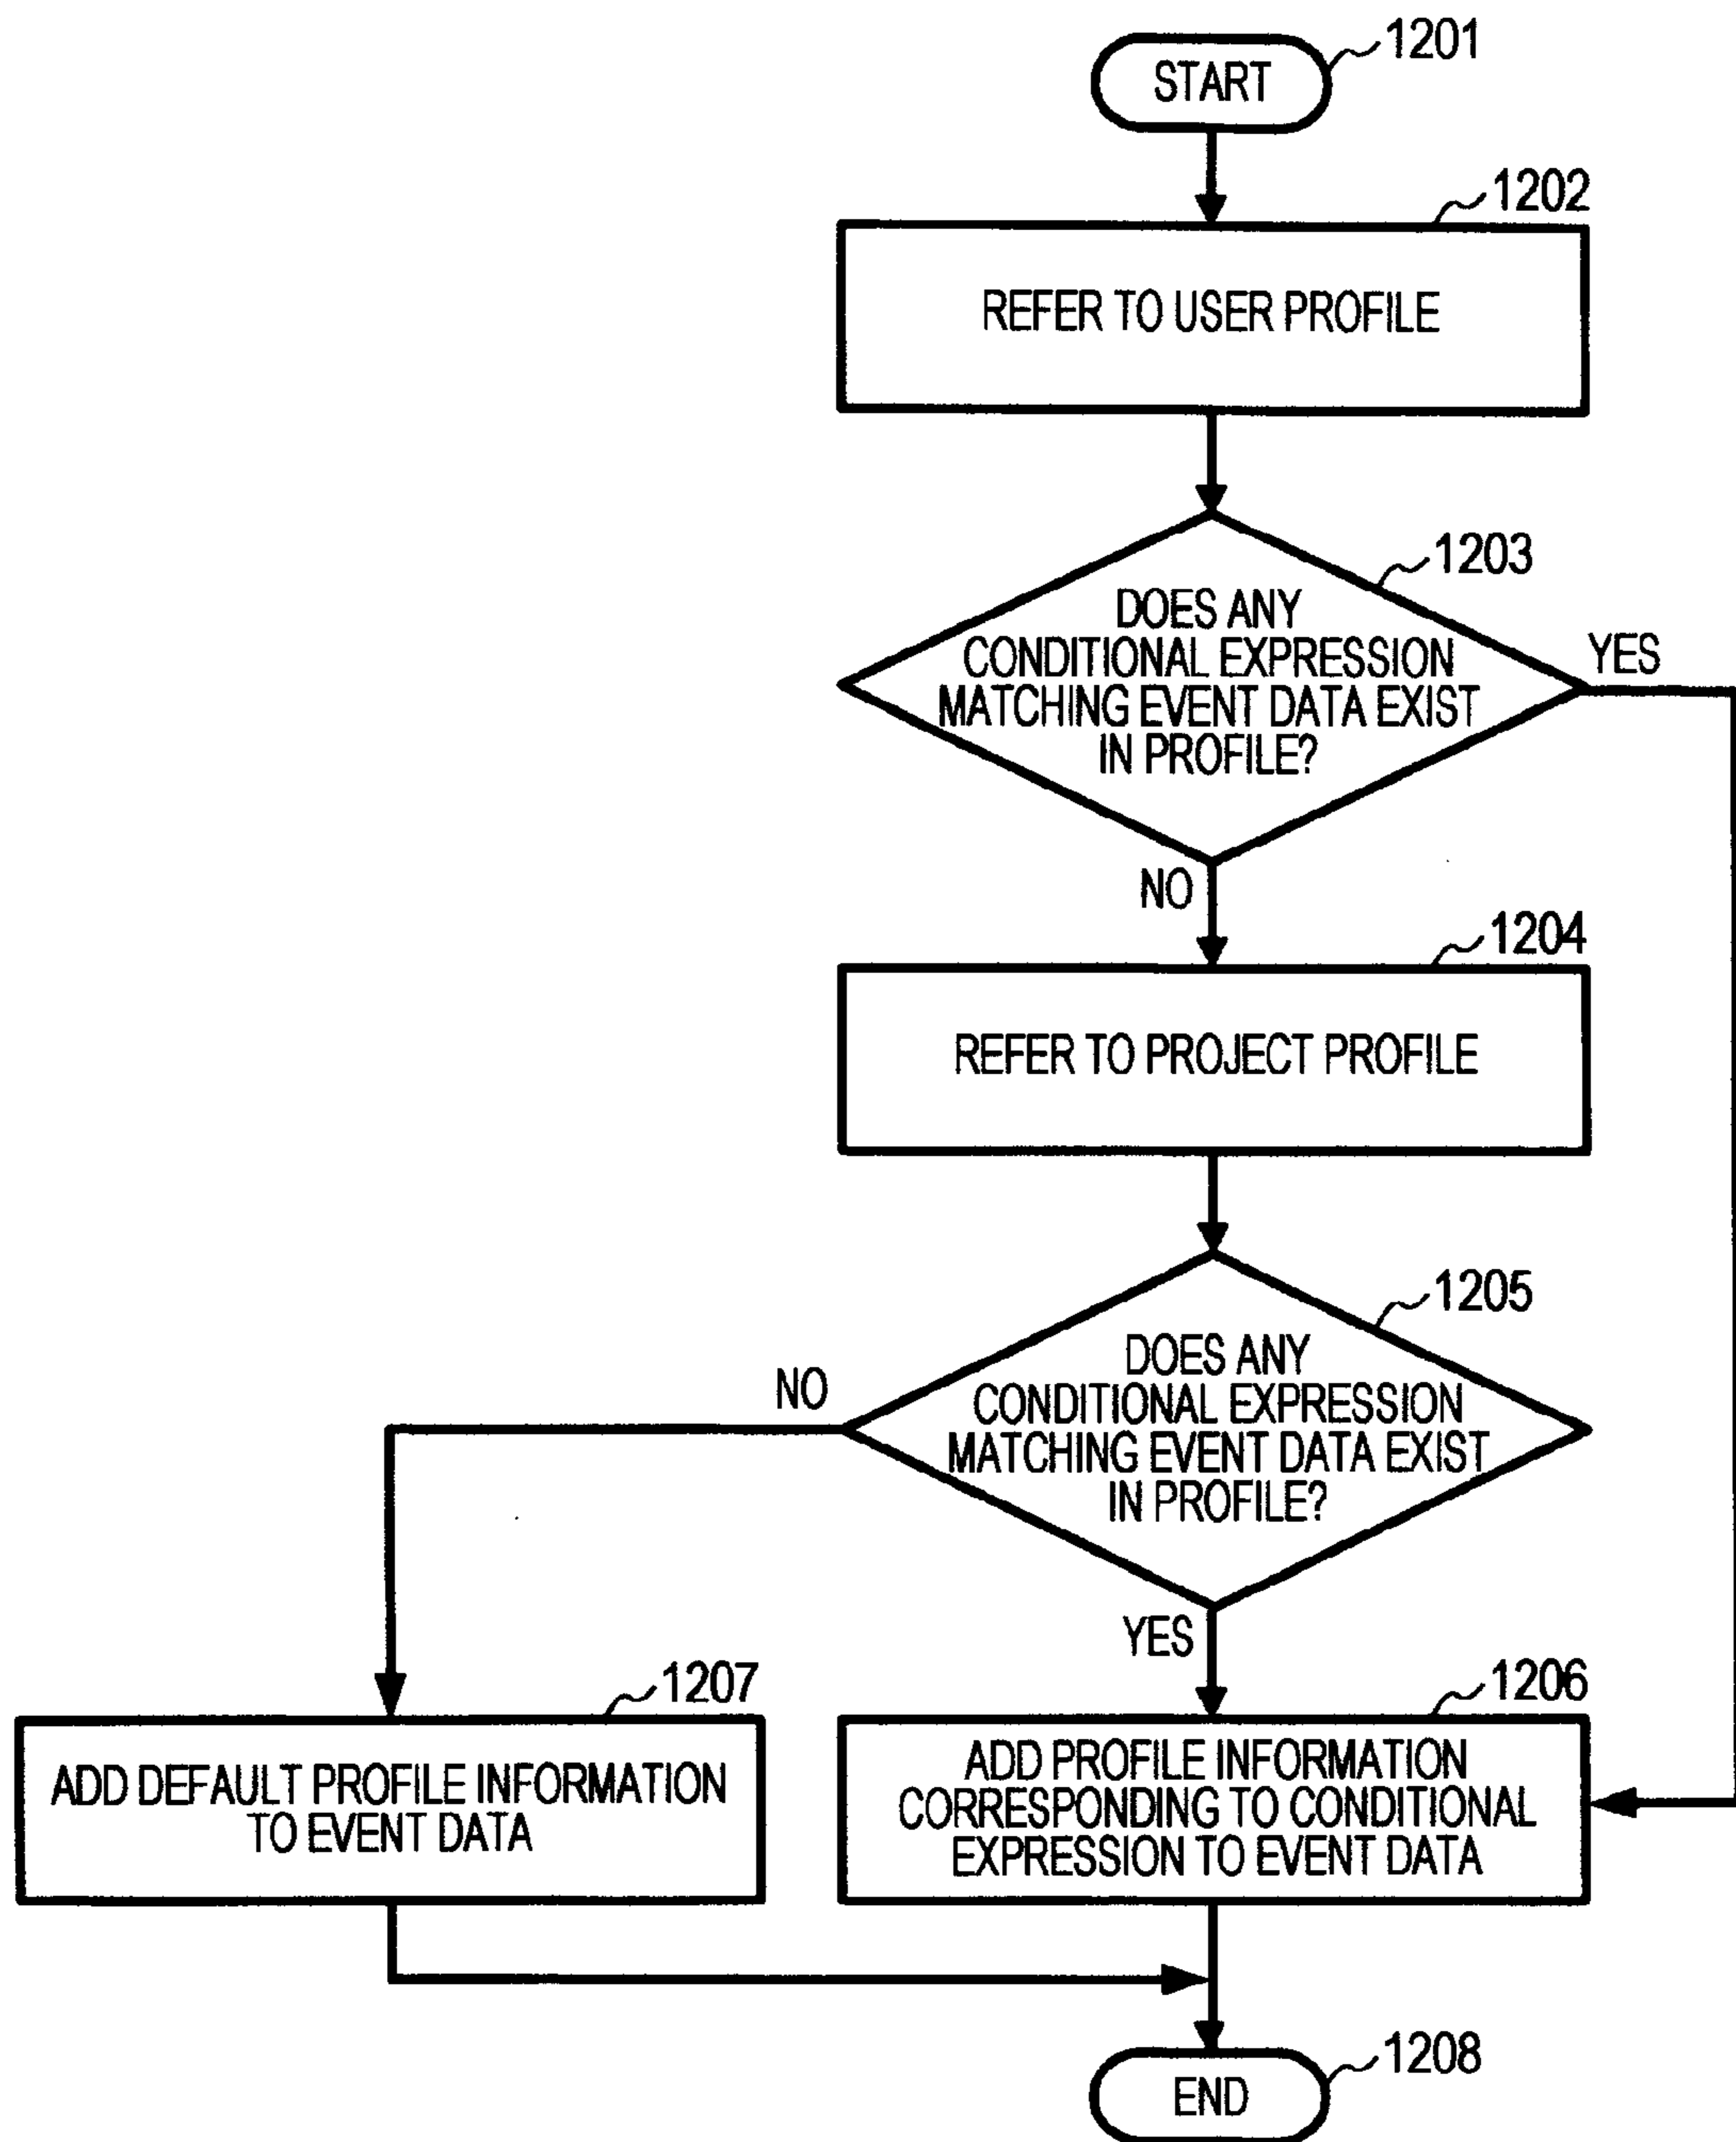 1201
START
1202
REFER TO USER PROFILE
1203
DOES ANY
CONDITIONAL EXPRESSION
MATCHING EVENT DATA EXIST
IN PROFILE?
YES
NO
1204
REFER TO PROJECT PROFILE
1205
DOES ANY
CONDITIONAL EXPRESSION
MATCHING EVENT DATA EXIST
IN PROFILE?
NO
YES
1207
ADD DEFAULT PROFILE INFORMATION
TO EVENT DATA
1206
ADD PROFILE INFORMATION
CORRESPONDING TO CONDITIONAL
EXPRESSION TO EVENT DATA
1208
END